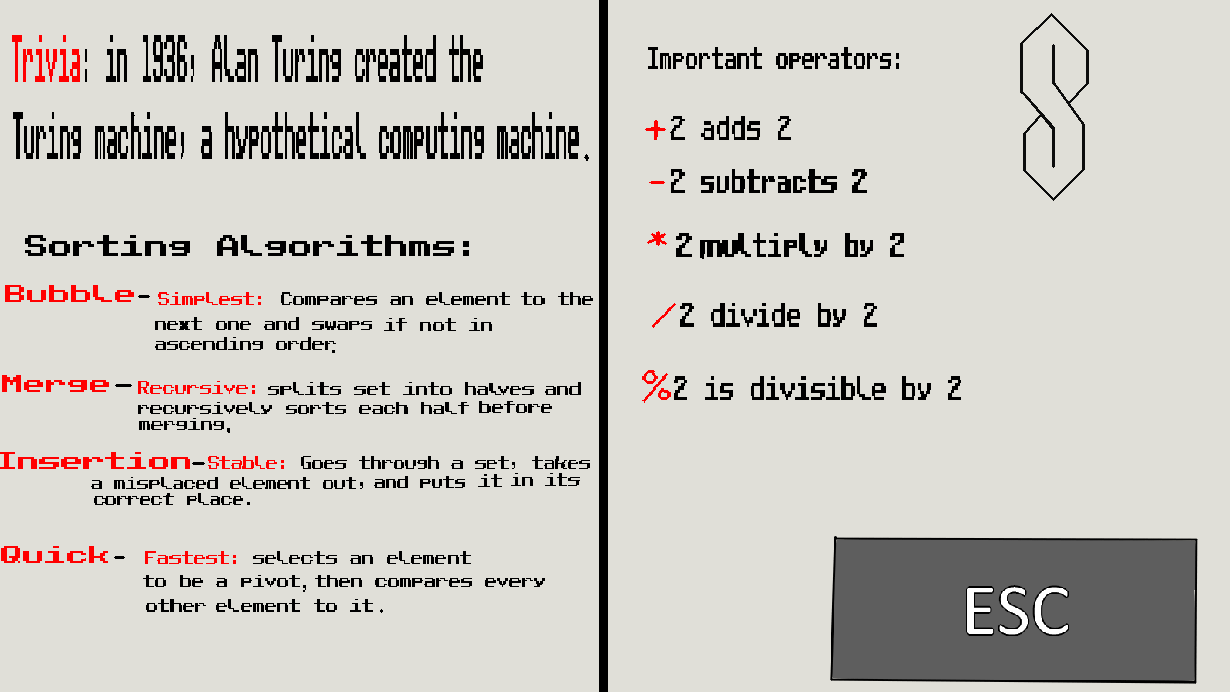 Trivia: in 1936, Alan Turing created the
Turing machine, a hypothetical computing machine.
Sorting Algorithms:
Bubble- Simplest: Compares an element to the
next one and swaps if not in
ascending order.
Merge- Recursive: splits set into halves and
recursively sorts each half before
merging.
Insertion-Stable: Goes through a set, takes
a misplaced element out, and puts it in its
correct place.
Quick- Fastest: selects an element
to be a pivot, then compares every
other element to it.
Important operators:
+2 adds 2
-2 subtracts 2
*2 multiply by 2
/2 divide by 2
%2 is divisible by 2
ESC